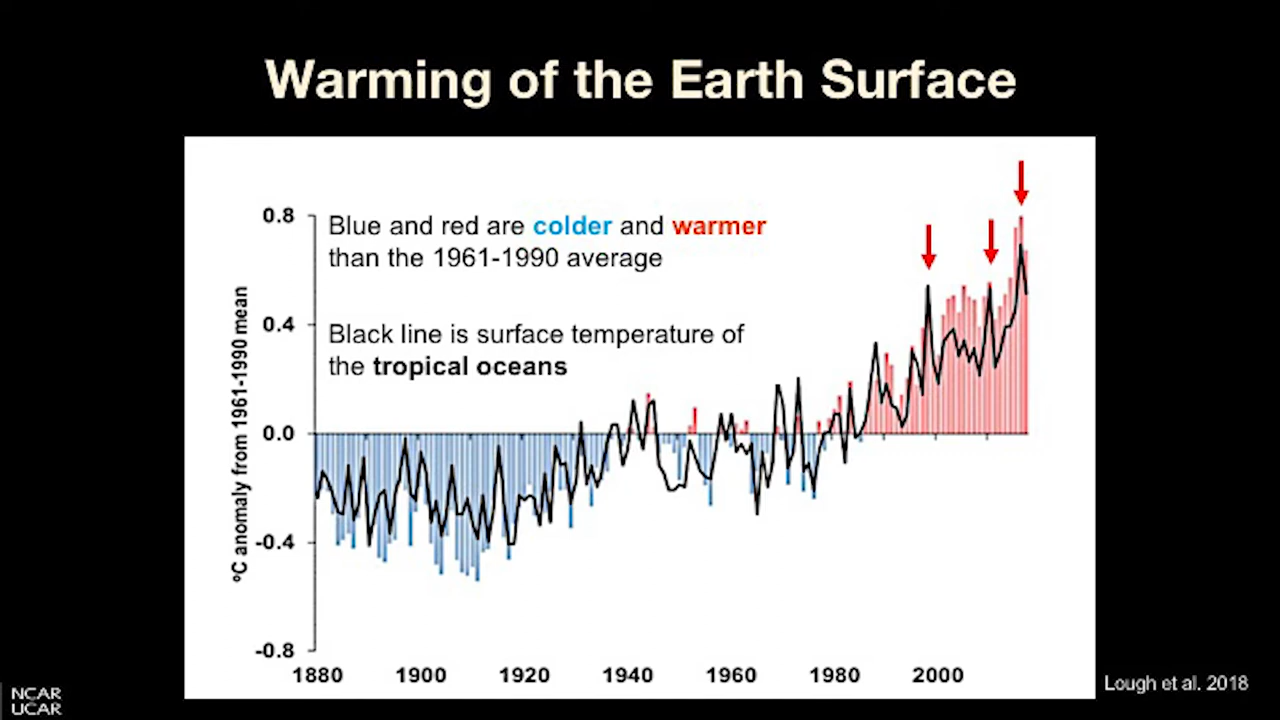 Warming of the Earth Surface
0.8
0.4
0.0
-0.4
-0.8
ºC anomaly from 1961-1990 mean
Blue and red are colder and warmer
than the 1961-1990 average
Black line is surface temperature of
the tropical oceans
1880 1900 1920 1940 1960 1980 2000
Lough et al. 2018
NCAR
UCAR